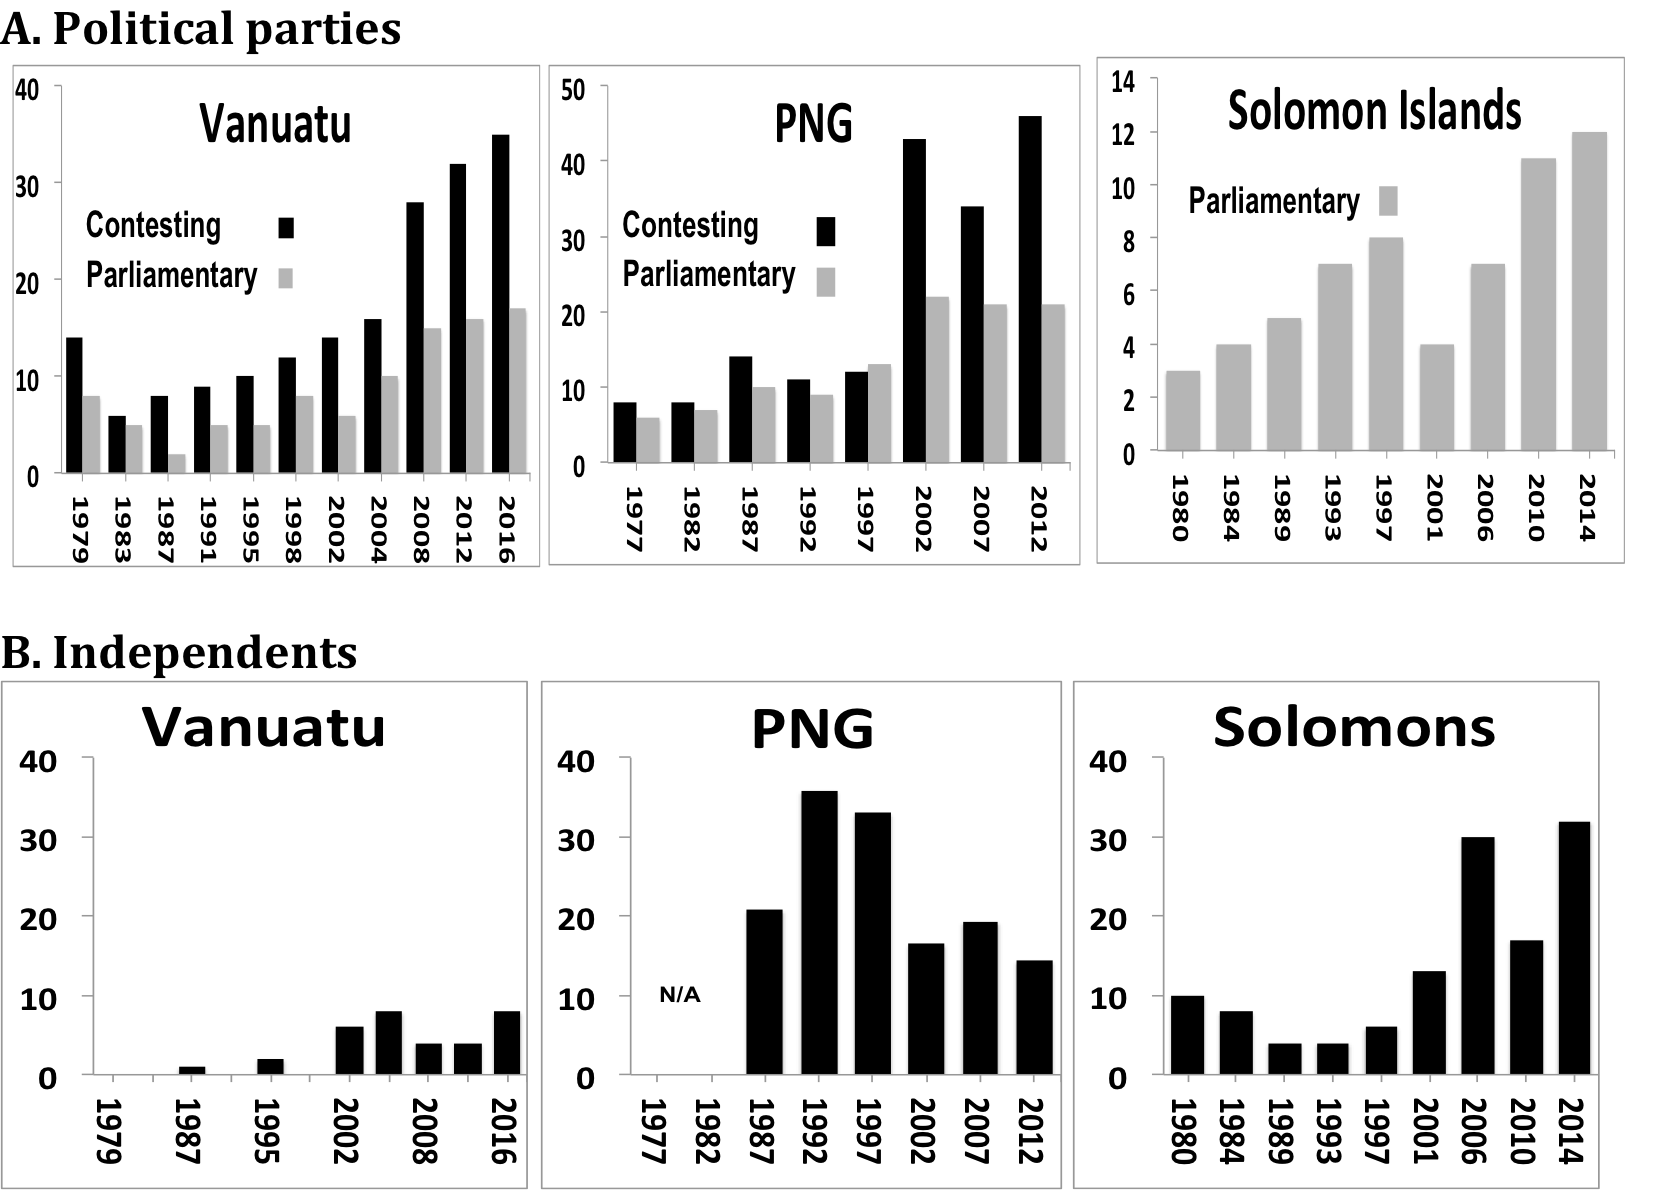 A. Political parties
Vanuatu
40
30
20
10
0
Contesting
Parliamentary
1979 1983 1987 1991 1995 1998 2002 2004 2008 2012 2016
PNG
50
40
30
20
10
0
Contesting
Parliamentary
1977 1982 1987 1992 1997 2002 2007 2012
Solomon Islands
14
12
10
8
6
4
2
0
Parliamentary
1980 1984 1989 1993 1997 2001 2006 2010 2014
B. Independents
Vanuatu
40
30
20
10
0
1979 1987 1995 2002 2008 2016
PNG
40
30
20
10
0
N/A
1977 1982 1987 1992 1997 2002 2007 2012
Solomons
40
30
20
10
0
1980 1984 1989 1993 1997 2001 2006 2010 2014